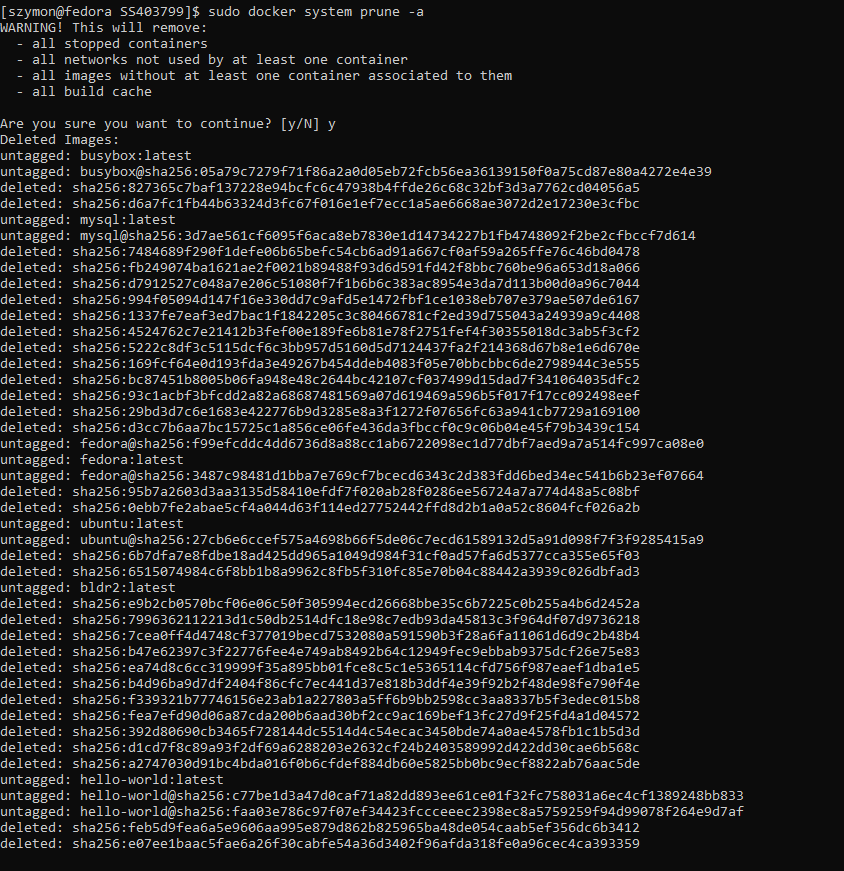 [szymon@fedora SS403799]$ sudo docker system prune -a
WARNING! This will remove:
  - all stopped containers
  - all networks not used by at least one container
  - all images without at least one container associated to them
  - all build cache

Are you sure you want to continue? [y/N] y
Deleted Images:
untagged: busybox:latest
untagged: busybox@sha256:05a79c7279f71f86a2a0d05eb72fcb56ea36139150f0a75cd87e80a4272e4e39
deleted: sha256:827365c7baf137228e94bcfc6c47938b4ffde26c68c32bf3d3a7762cd04056a5
deleted: sha256:d6a7fc1fb44b63324d3fc67f016e1ef7ecc1a5ae6668ae3072d2e17230e3cfbc
untagged: mysql:latest
untagged: mysql@sha256:3d7ae561cf6095f6aca8eb7830e1d14734227b1fb4748092f2be2cfbccf7d614
deleted: sha256:7484689f290f1defe06b65befc54cb6ad91a667cf0af59a265ffe76c46bd0478
deleted: sha256:fb249074ba1621ae2f0021b89488f93d6d591fd42f8bbc760be96a653d18a066
deleted: sha256:d7912527c048a7e206c51080f7f1b6b6c383ac8954e3da7d113b00d0a96c7044
deleted: sha256:994f05094d147f16e330dd7c9afd5e1472fbf1ce1038eb707e379ae507de6167
deleted: sha256:1337fe7eaf3ed7bac1f1842205c3c80466781cf2ed39d755043a24939a9c4408
deleted: sha256:4524762c7e21412b3fef00e189fe6b81e78f2751fef4f30355018dc3ab5f3cf2
deleted: sha256:5222c8df3c5115dcf6c3bb957d5160d5d7124437fa2f214368d67b8e1e6d670e
deleted: sha256:169fcf64e0d193fda3e49267b454ddeb4083f05e70bbcbbc6de2798944c3e555
deleted: sha256:bc87451b8005b06fa948e48c2644bc42107cf037499d15dad7f341064035dfc2
deleted: sha256:93c1acbf3bfcdd2a82a68687481569a07d619469a596b5f017f17cc092498eef
deleted: sha256:29bd3d7c6e1683e422776b9d3285e8a3f1272f07656fc63a941cb7729a169100
deleted: sha256:d3cc7b6aa7bc15725c1a856ce06fe436da3fbccf0c9c06b04e45f79b3439c154
untagged: fedora@sha256:f99efcddc4dd6736d8a88cc1ab6722098ec1d77dbf7aed9a7a514fc997ca08e0
untagged: fedora:latest
untagged: fedora@sha256:3487c98481d1bba7e769cf7bcecd6343c2d383fdd6bed34ec541b6b23ef07664
deleted: sha256:95b7a2603d3aa3135d58410efdf7f020ab28f0286ee56724a7a774d48a5c08bf
deleted: sha256:0ebb7fe2abae5cf4a044d63f114ed27752442ffd8d2b1a0a52c8604fcf026a2b
untagged: ubuntu:latest
untagged: ubuntu@sha256:27cb6e6ccef575a4698b66f5de06c7ecd61589132d5a91d098f7f3f9285415a9
deleted: sha256:6b7dfa7e8fdbe18ad425dd965a1049d984f31cf0ad57fa6d5377cca355e65f03
deleted: sha256:6515074984c6f8bb1b8a9962c8fb5f310fc85e70b04c88442a3939c026dbfad3
untagged: bldr2:latest
deleted: sha256:e9b2cb0570bcf06e06c50f305994ecd26668bbe35c6b7225c0b255a4b6d2452a
deleted: sha256:7996362112213d1c50db2514dfc18e98c7edb93da45813c3f964df07d9736218
deleted: sha256:7cea0ff4d4748cf377019becd7532080a591590b3f28a6fa11061d6d9c2b48b4
deleted: sha256:b47e62397c3f22776fee4e749ab8492b64c12949fec9ebbab9375dcf26e75e83
deleted: sha256:ea74d8c6cc319999f35a895bb01fce8c5c1e5365114cfd756f987eaef1dba1e5
deleted: sha256:b4d96ba9d7df2404f86cfc7ec441d37e818b3ddf4e39f92b2f48de98fe790f4e
deleted: sha256:f339321b77746156e23ab1a227803a5ff6b9bb2598cc3aa8337b5f3edec015b8
deleted: sha256:fea7efd90d06a87cda200b6aad30bf2cc9ac169bef13fc27d9f25fd4a1d04572
deleted: sha256:392d80690cb3465f728144dc5514d4c54ecac3450bde74a0ae4578fb1c1b5d3d
deleted: sha256:d1cd7f8c89a93f2df69a6288203e2632cf24b2403589992d422dd30cae6b568c
deleted: sha256:a2747030d91bc4bda016f0b6cfdef884db60e5825bb0bc9ecf8822ab76aac5de
untagged: hello-world:latest
untagged: hello-world@sha256:c77be1d3a47d0caf71a82dd893ee61ce01f32fc758031a6ec4cf1389248bb833
untagged: hello-world@sha256:faa03e786c97f07ef34423fccceeec2398ec8a5759259f94d99078f264e9d7af
deleted: sha256:feb5d9fea6a5e9606aa995e879d862b825965ba48de054caab5ef356dc6b3412
deleted: sha256:e07ee1baac5fae6a26f30cabfe54a36d3402f96afda318fe0a96cec4ca393359